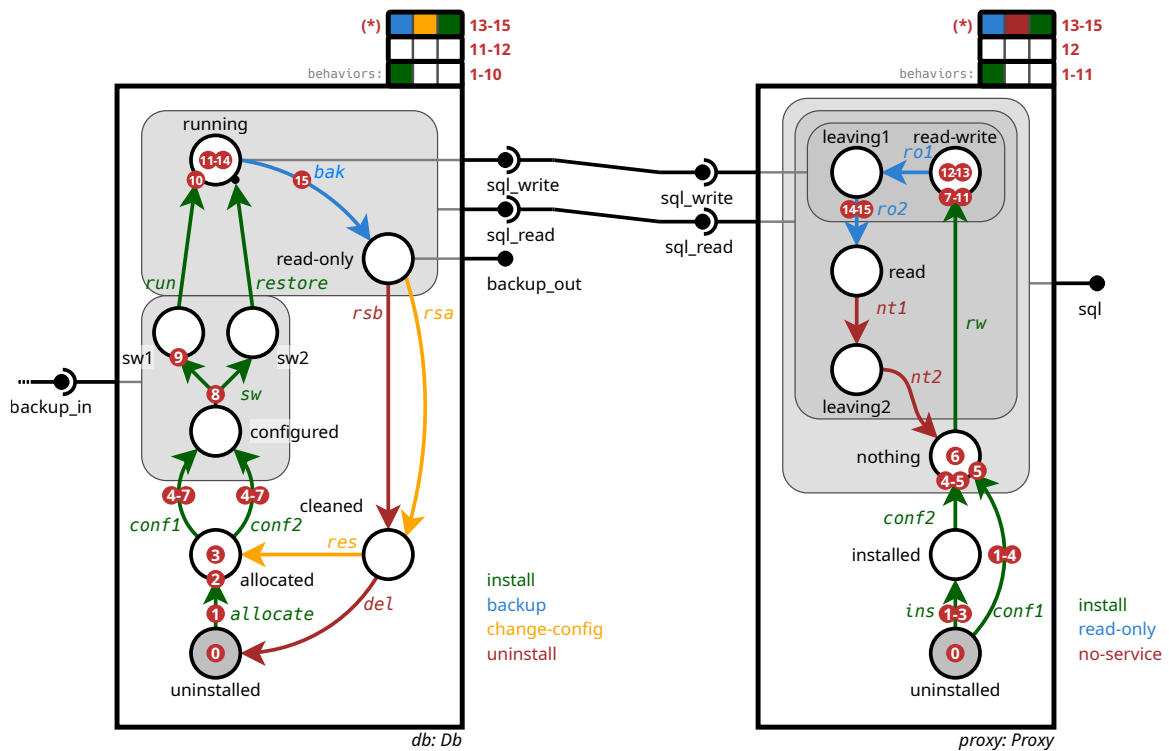 (*) 13-15
11-12
behaviors: 1-10
(*) 13-15
12
behaviors: 1-11
running
11-14
10
15
bak
sql_write
sql_read
read-only
backup_out
run
restore
rsb
rsa
sw1
9
sw2
8
sw
backup_in
configured
4-7
4-7
conf1
conf2
cleaned
3
res
2
allocated
1
allocate
del
0
uninstalled
install
backup
change-config
uninstall
db: Db
leaving1
read-write
ro1
12-13
7-11
sql_write
14-15
ro2
sql_read
read
sql
nt1
rw
nt2
leaving2
nothing
6
5
4-5
conf2
installed
1-4
ins
1-3
conf1
0
uninstalled
install
read-only
no-service
proxy: Proxy